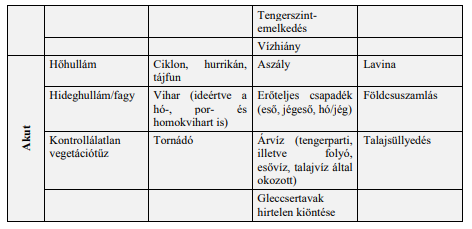 Tengerszint-
emelkedés
Vízhiány
Akut
Hőhullám
Ciklon, hurrikán,
tájfun
Aszály
Lavina
Hideghullám/fagy
Vihar (ideértve a
hó-, por- és
homokvihart is)
Erőteljes csapadék
(eső, jégeső, hó/jég)
Földcsuszamlás
Kontrollálatlan
vegetációtűz
Tornádó
Árvíz (tengerparti,
illetve folyó,
esővíz, talajvíz által
okozott)
Talajsüllyedés
Gleccsertavak
hirtelen kiöntése